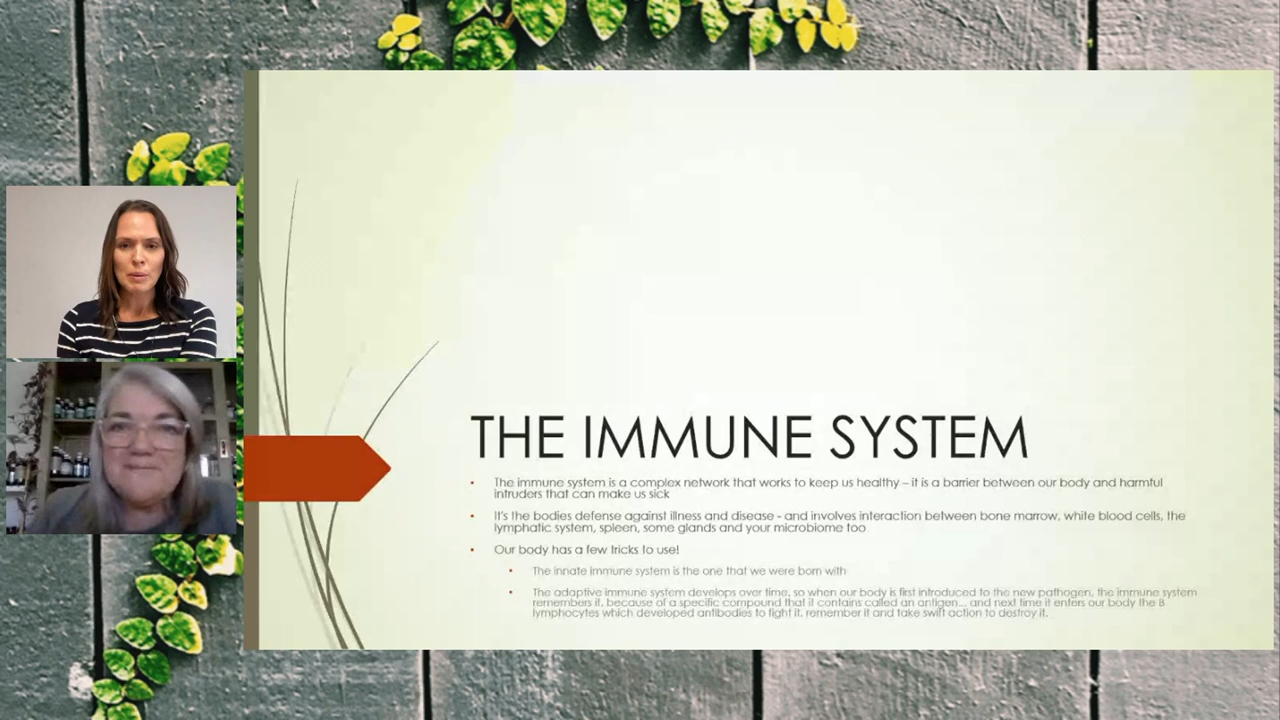 THE IMMUNE SYSTEM
The immune system is a complex network that works to keep us healthy – it is a barrier between our body and harmful
intruders that can make us sick
It's the bodies defense against illness and disease - and involves interaction between bone marrow, white blood cells, the
lymphatic system, spleen, some glands and your microbiome too
Our body has a few tricks to use!
The innate immune system is the one that we were born with
The adaptive immune system develops over time, so when our body is first introduced to the new pathogen, the immune system
remembers it, because of a specific compound that it contains called an antigen... and next time it enters our body the B
lymphocytes which developed antibodies to fight it, remember it and take swift action to destroy it.